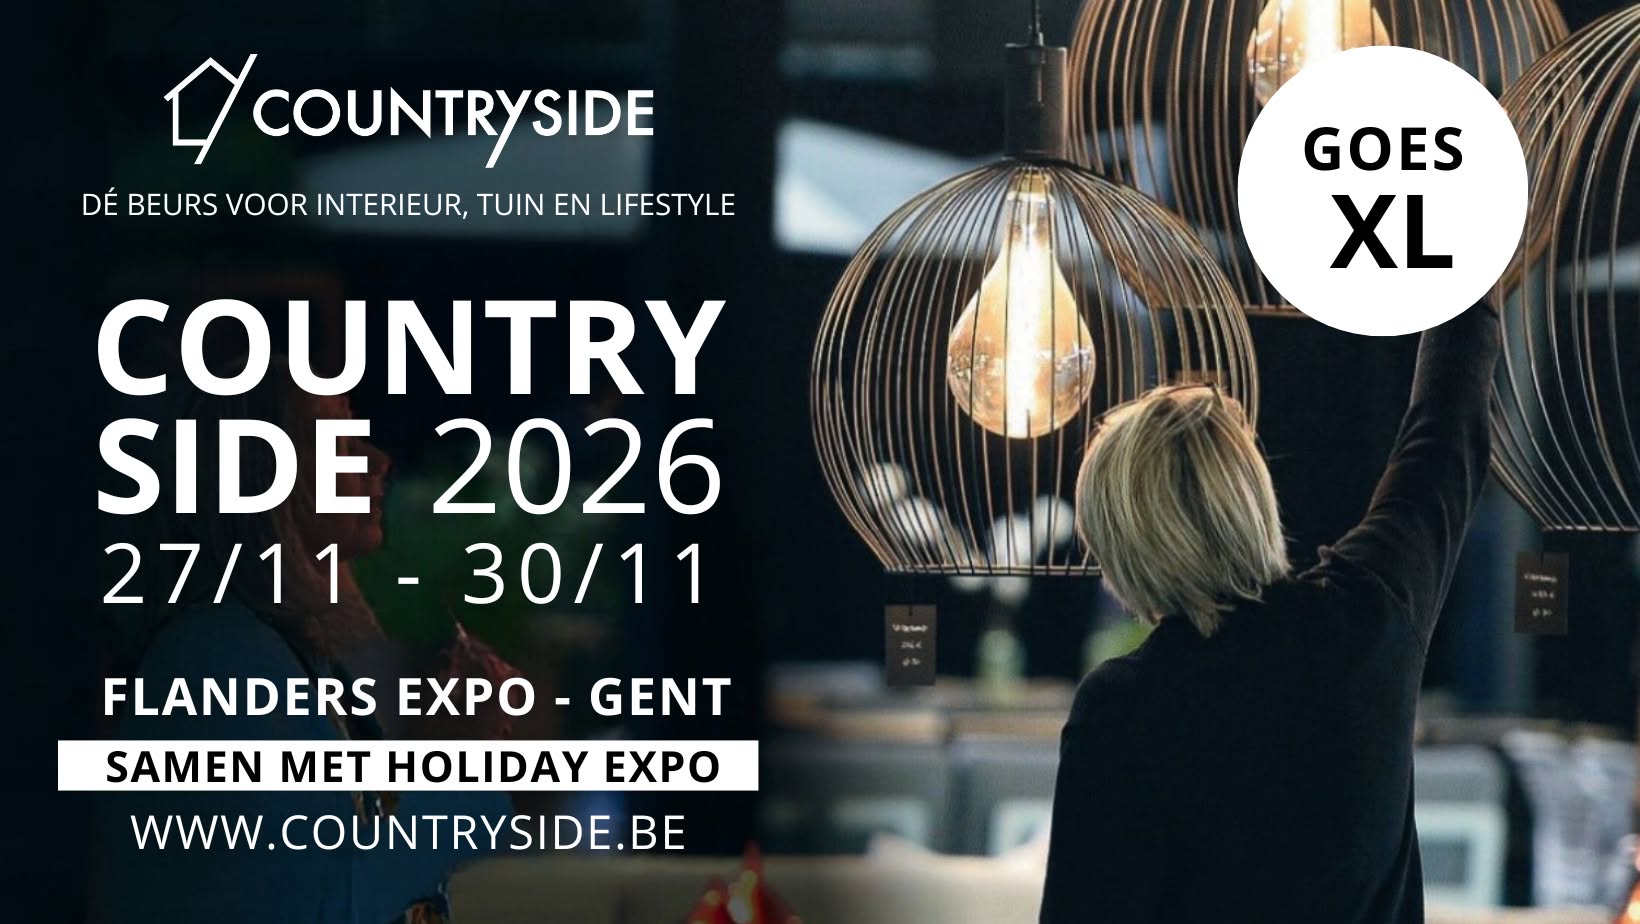 COUNTRYSIDE
DÉ BEURS VOOR INTERIEUR, TUIN EN LIFESTYLE
COUNTRY
SIDE 2026
27/11 - 30/11
FLANDERS EXPO - GENT
SAMEN MET HOLIDAY EXPO
WWW.COUNTRYSIDE.BE
GOES
XL